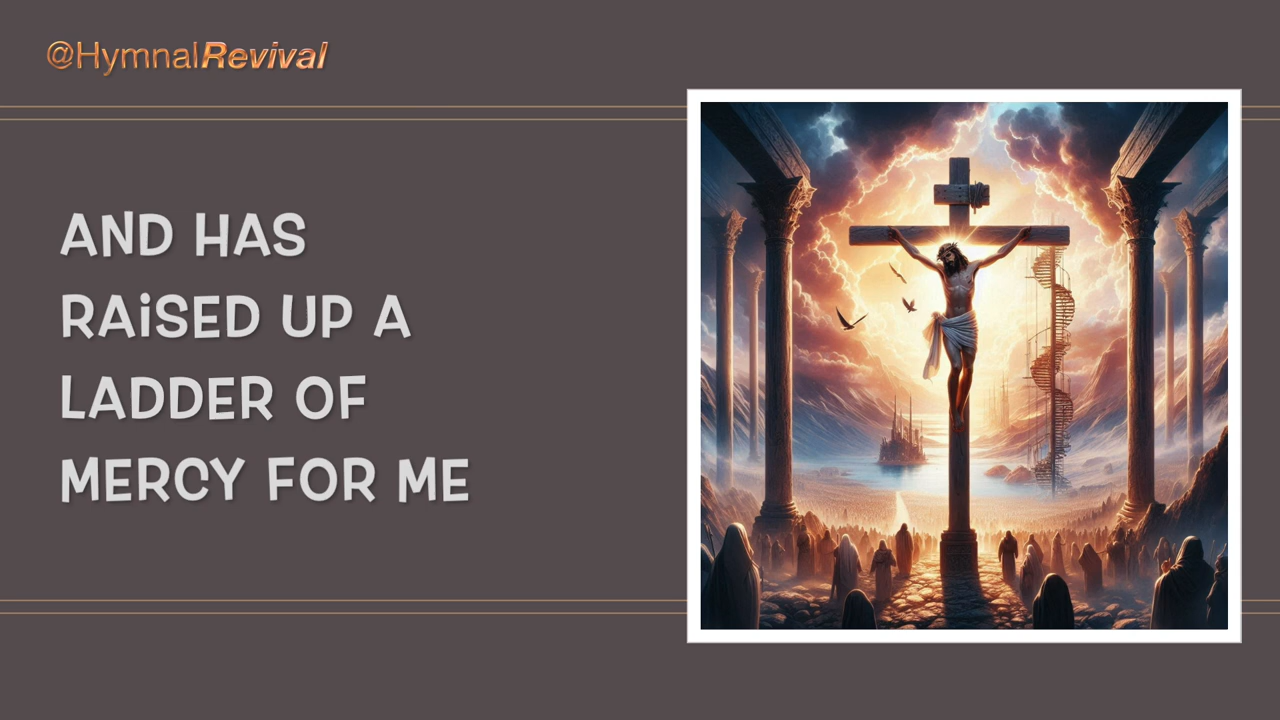 @HymnalRevival
AND HAS
RAiSED UP A
LADDER OF
MERCY FOR ME